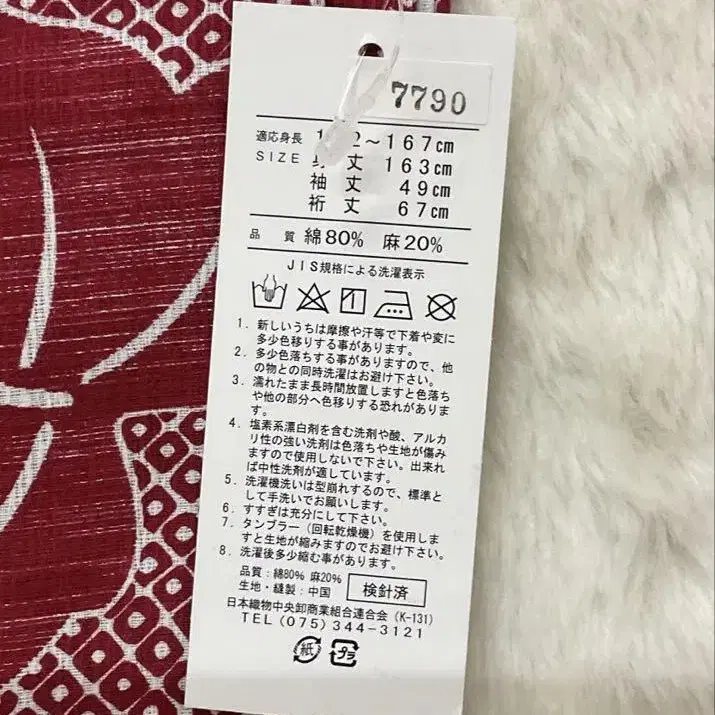 7790
適応身長 1 2～167cm
SIZE 身丈 163cm
袖丈 49cm
裄丈 67cm
品質 綿80% 麻20%
JIS規格による洗濯表示
1. 新しいうちは摩擦や汗等で下着や変に
多少色移りする事があります。
2. 多少色落ちする事がありますので、他
の物との同時洗濯はお避け下さい。
3. 濡れたまま長時間放置しますと色落ち
や他の部分へ色移りする恐れがありま
す。
4. 塩素系漂白剤を含む洗剤や酸、アルカ
リ性の強い洗剤は色落ちや生地が傷み
ますので使用しないで下さい。出来れ
ば中性洗剤が適しています。
5. 洗濯機洗いは型崩れするので、標準と
して手洗いでお願いします。
6. すすぎは充分にして下さい。
7. タンブラー（回転乾燥機）を使用しま
すと生地が縮みますのでお避け下さい。
8. 洗濯後多少縮む事があります。
品質：綿80% 麻20%
生地・縫製：中国
検針済
日本織物中央卸商業組合連合会（K-131）
TEL（075）344-3121
紙 プラ